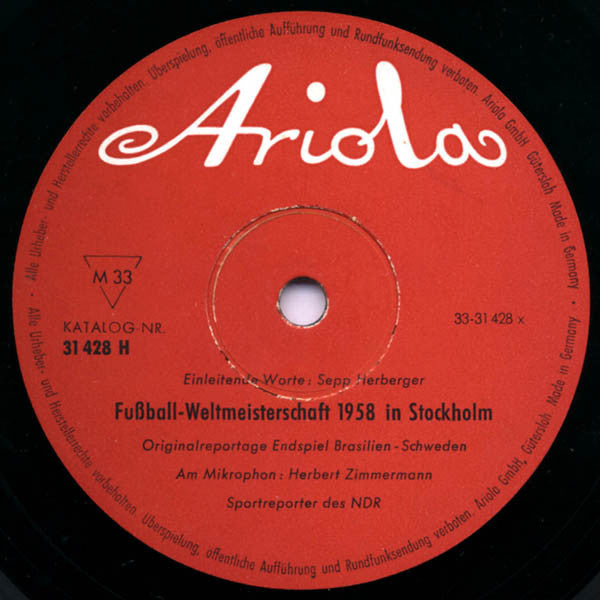 Alle Urheber- und Herstellerrechte vorbehalten. Überspielung, öffentliche Aufführung und Rundfunksendung verboten. Ariola GmbH, Gütersloh Made in Germany ·
Ariola
M 33
KATALOG-NR.
31 428 H
33-31 428 x
Einleitende Worte: Sepp Herberger
Fußball-Weltmeisterschaft 1958 in Stockholm
Originalreportage Endspiel Brasilien - Schweden
Am Mikrophon: Herbert Zimmermann
Sportreporter des NDR
Alle Urheber- und Herstellerrechte vorbehalten. Überspielung, öffentliche Aufführung und Rundfunksendung verboten. Ariola GmbH, Gütersloh Made in Germany ·